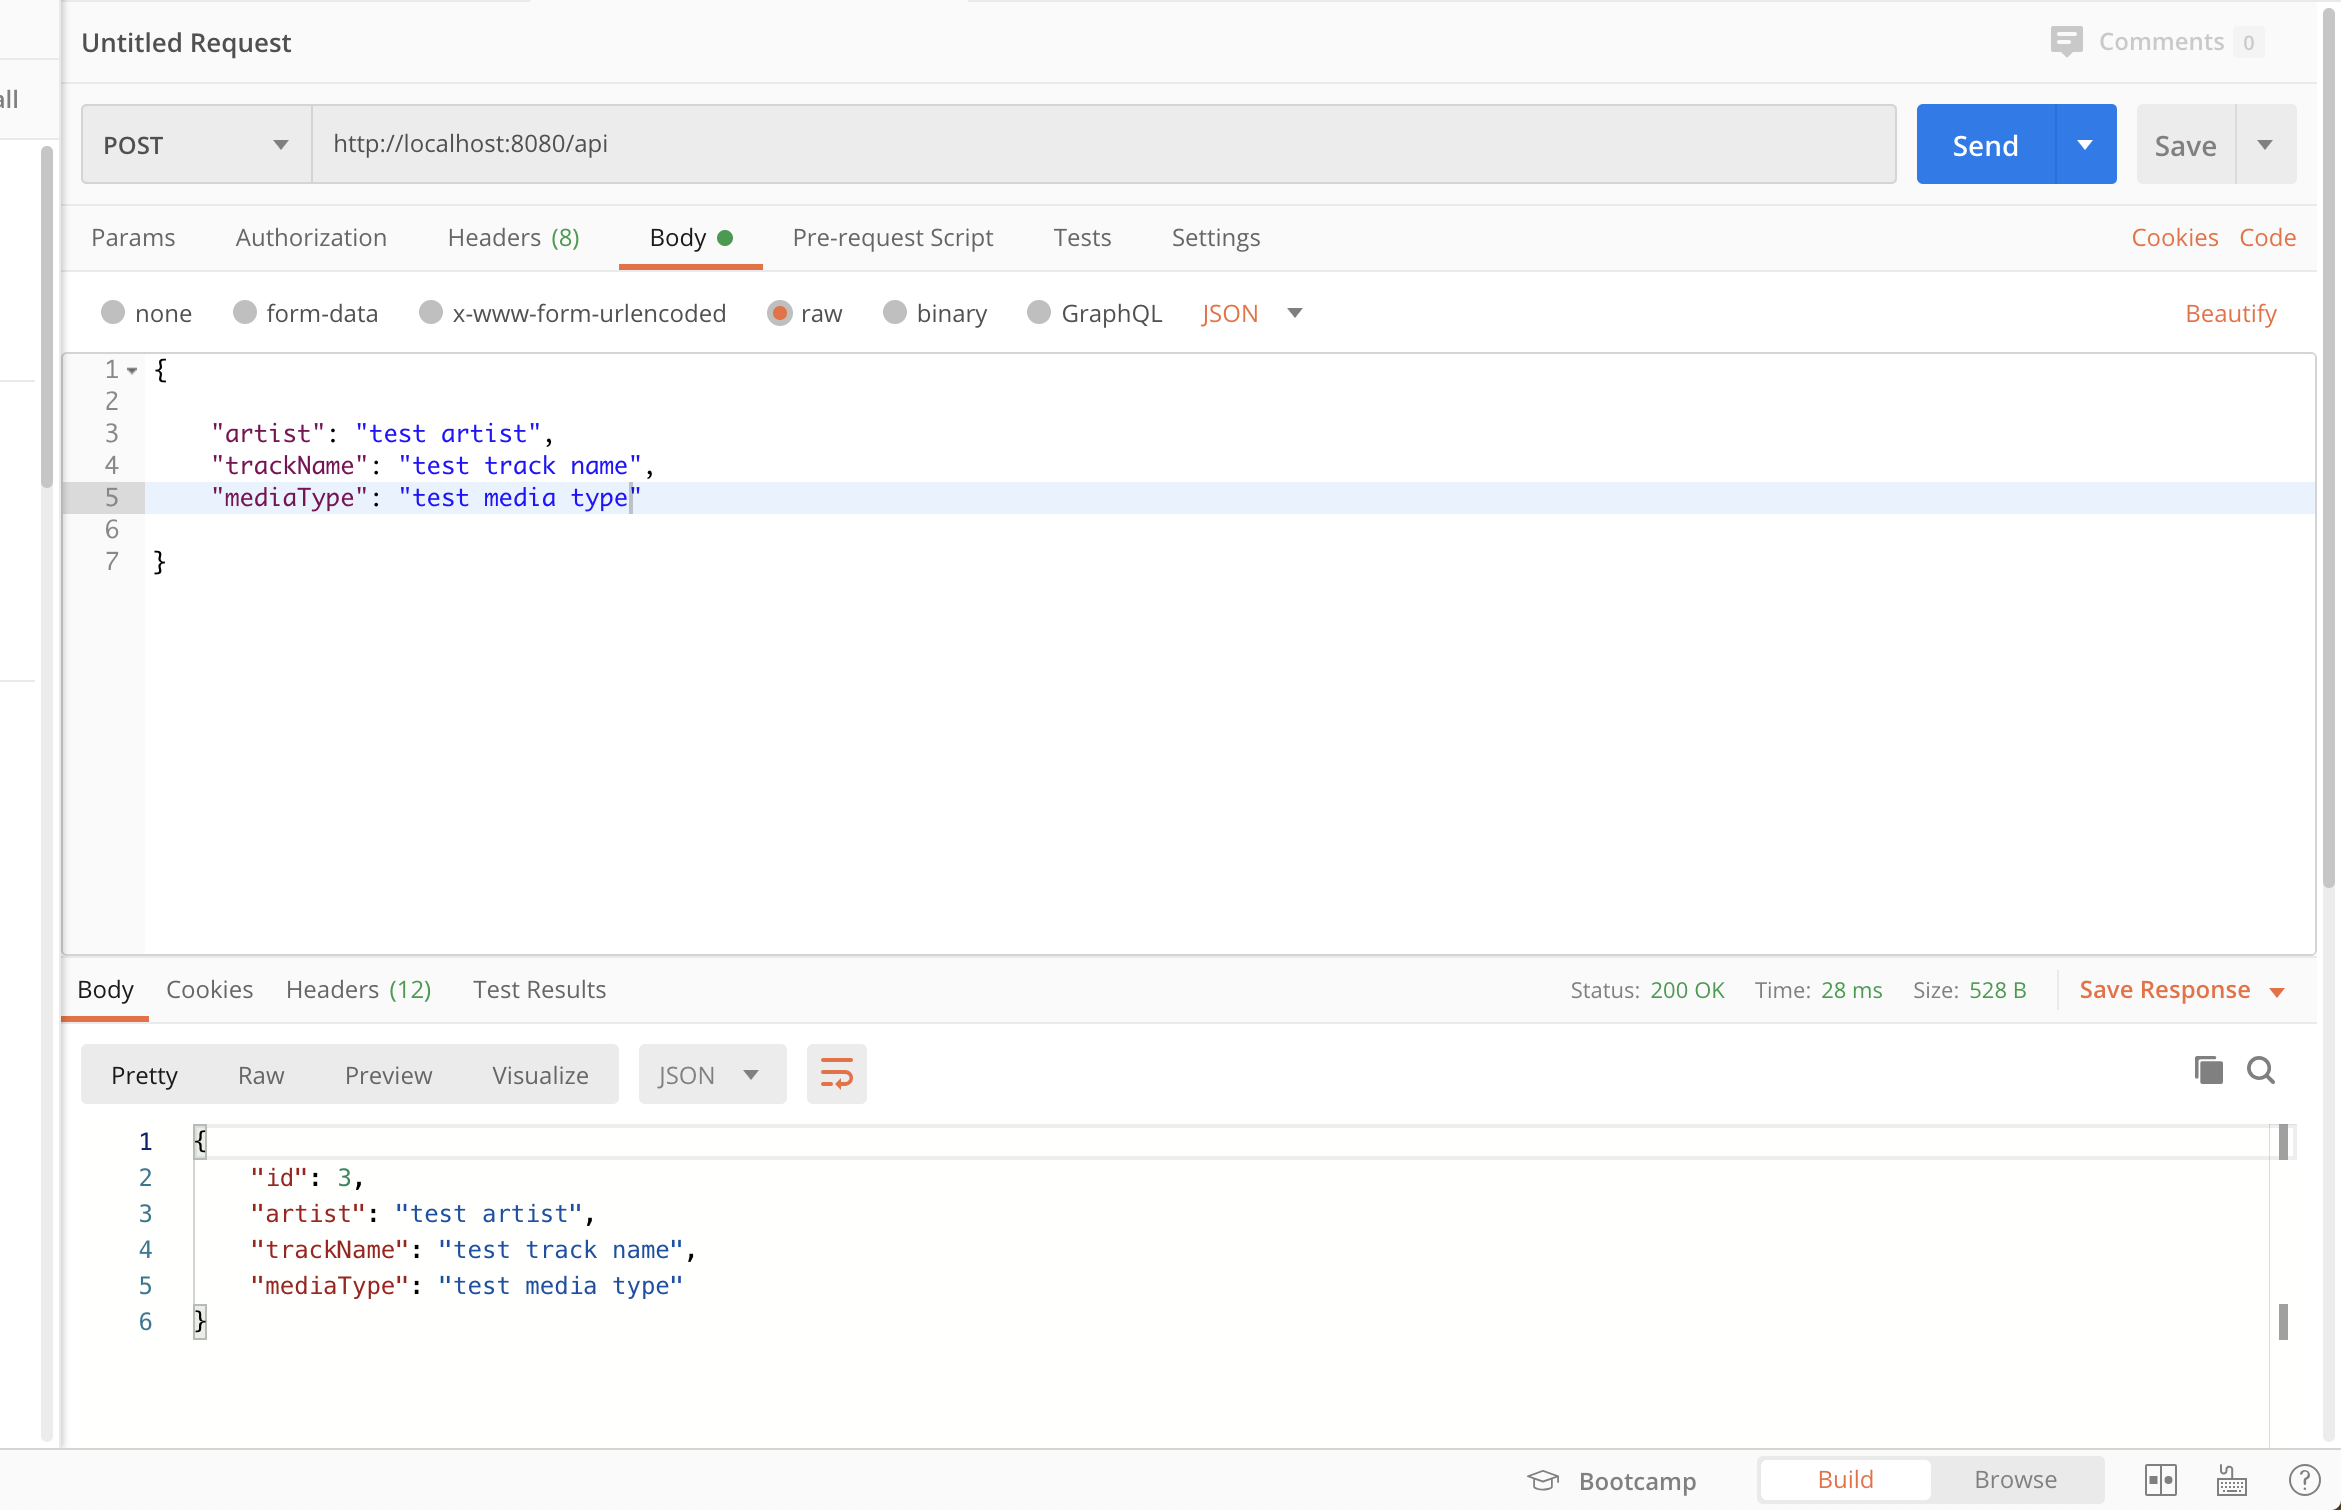 Untitled Request
Comments 0
all
POST
http://localhost:8080/api
Send
Save
Params Authorization Headers (8) Body Pre-request Script Tests Settings Cookies Code
none form-data x-www-form-urlencoded raw binary GraphQL JSON Beautify
1 {
2
3 "artist": "test artist",
4 "trackName": "test track name",
5 "mediaType": "test media type"
6
7 }
Body Cookies Headers (12) Test Results Status: 200 OK Time: 28 ms Size: 528 B Save Response
Pretty Raw Preview Visualize JSON
1 {
2 "id": 3,
3 "artist": "test artist",
4 "trackName": "test track name",
5 "mediaType": "test media type"
6 }
Bootcamp Build Browse ?